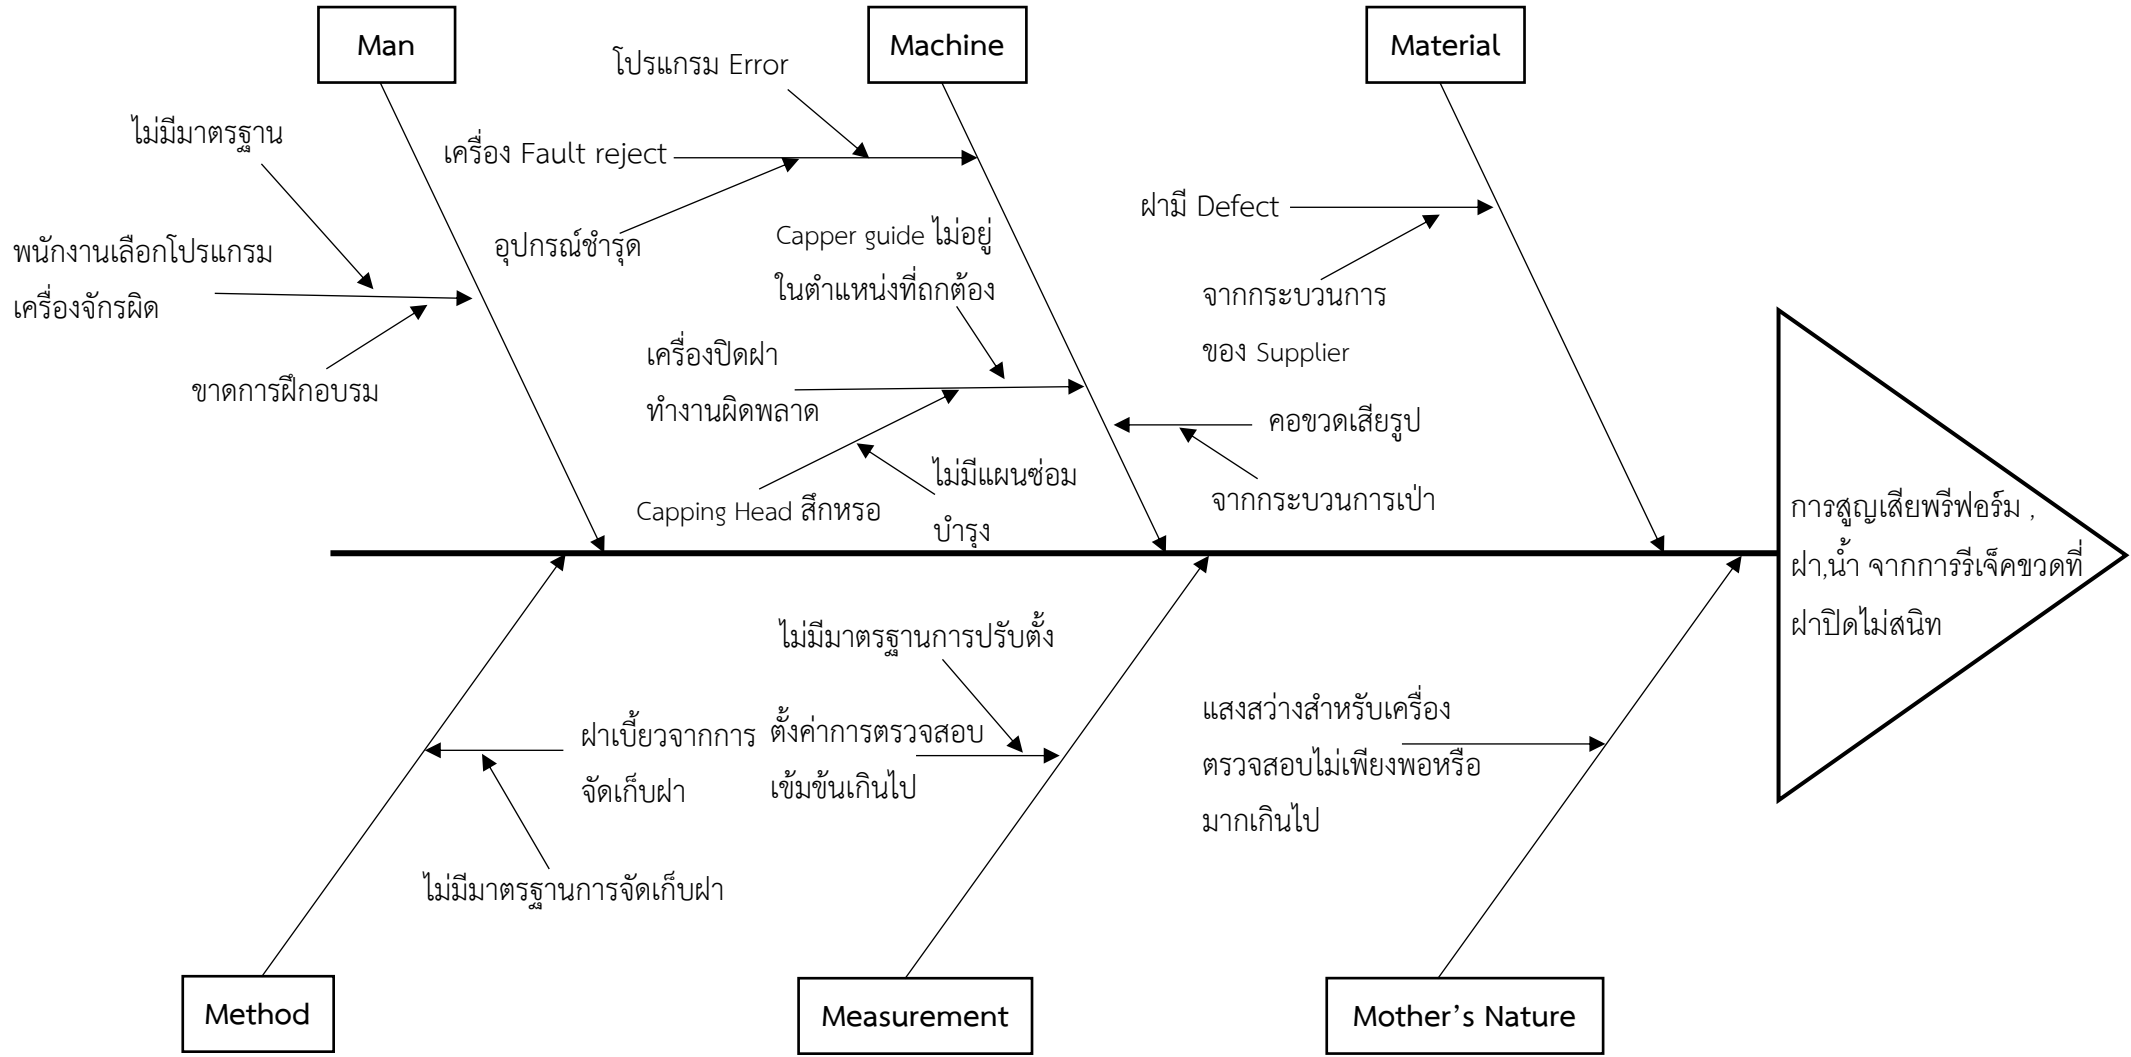 Man
Machine
Material
โปรแกรม Error
ไม่มีมาตรฐาน
เครื่อง Fault reject
ฝามี Defect
อุปกรณ์ชำรุด
Capper guide ไม่อยู่
ในตำแหน่งที่ถูกต้อง
พนักงานเลือกโปรแกรม
เครื่องจักรผิด
จากกระบวนการ
ของ Supplier
เครื่องปิดฝา
ทำงานผิดพลาด
ขาดการฝึกอบรม
คอขวดเสียรูป
ไม่มีแผนซ่อม
บำรุง
จากกระบวนการเป่า
Capping Head สึกหรอ
การสูญเสียพรีฟอร์ม ,
ฝา,น้ำ จากการรีเจ็คขวดที่
ฝาปิดไม่สนิท
ไม่มีมาตรฐานการปรับตั้ง
ฝาเบี้ยวจากการ
จัดเก็บฝา
ตั้งค่าการตรวจสอบ
เข้มข้นเกินไป
แสงสว่างสำหรับเครื่อง
ตรวจสอบไม่เพียงพอหรือ
มากเกินไป
ไม่มีมาตรฐานการจัดเก็บฝา
Method
Measurement
Mother's Nature